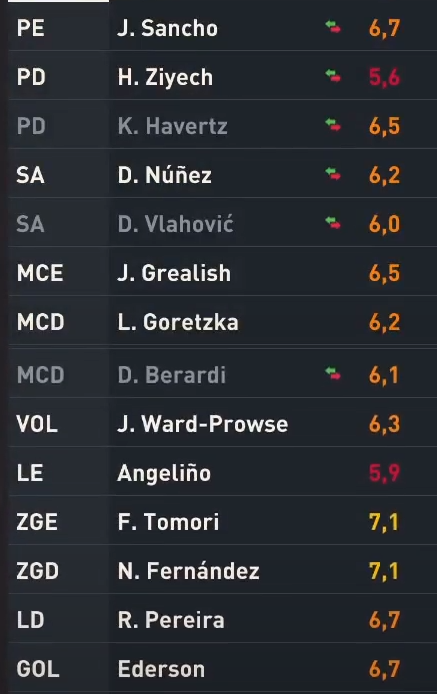 PE J. Sancho 6,7
PD H. Ziyech 5,6
PD K. Havertz 6,5
SA D. Núñez 6,2
SA D. Vlahović 6,0
MCE J. Grealish 6,5
MCD L. Goretzka 6,2
MCD D. Berardi 6,1
VOL J. Ward-Prowse 6,3
LE Angeliño 5,9
ZGE F. Tomori 7,1
ZGD N. Fernández 7,1
LD R. Pereira 6,7
GOL Ederson 6,7